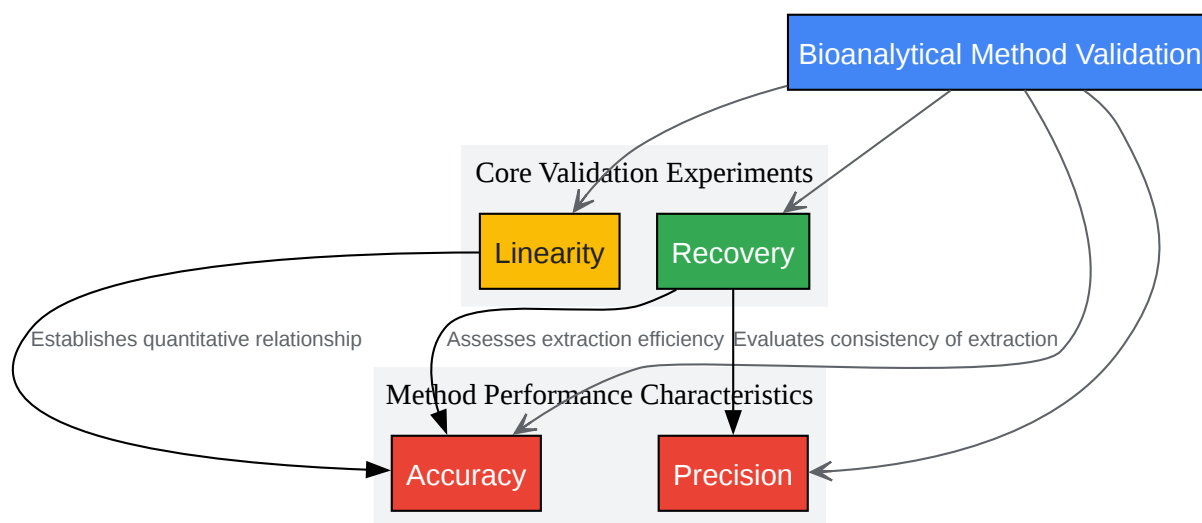 Bioanalytical Method Validation
Core Validation Experiments
Linearity
Recovery
Establishes quantitative relationship
Assesses extraction efficiency
Evaluates consistency of extraction
Method Performance Characteristics
Accuracy
Precision